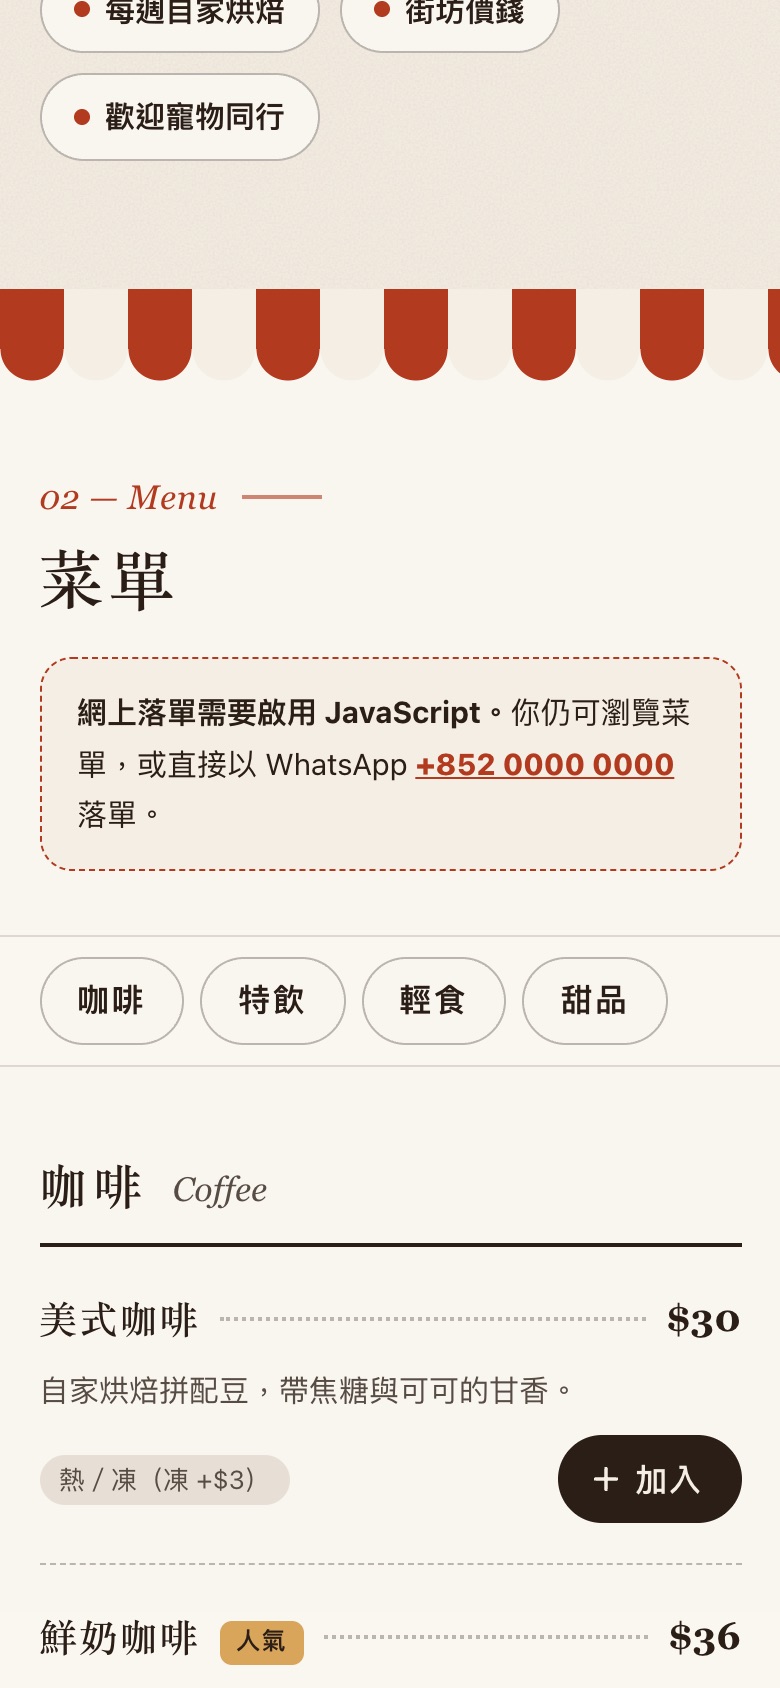 每週自家烘焙
街坊價錢
歡迎寵物同行
02 — Menu
菜單
網上落單需要啟用 JavaScript。你仍可瀏覽菜
單，或直接以 WhatsApp +852 0000 0000
落單。
咖啡
特飲
輕食
甜品
咖啡 Coffee
美式咖啡 $30
自家烘焙拼配豆，帶焦糖與可可的甘香。
熱 / 凍（凍 +$3）
+ 加入
鮮奶咖啡 人氣 $36